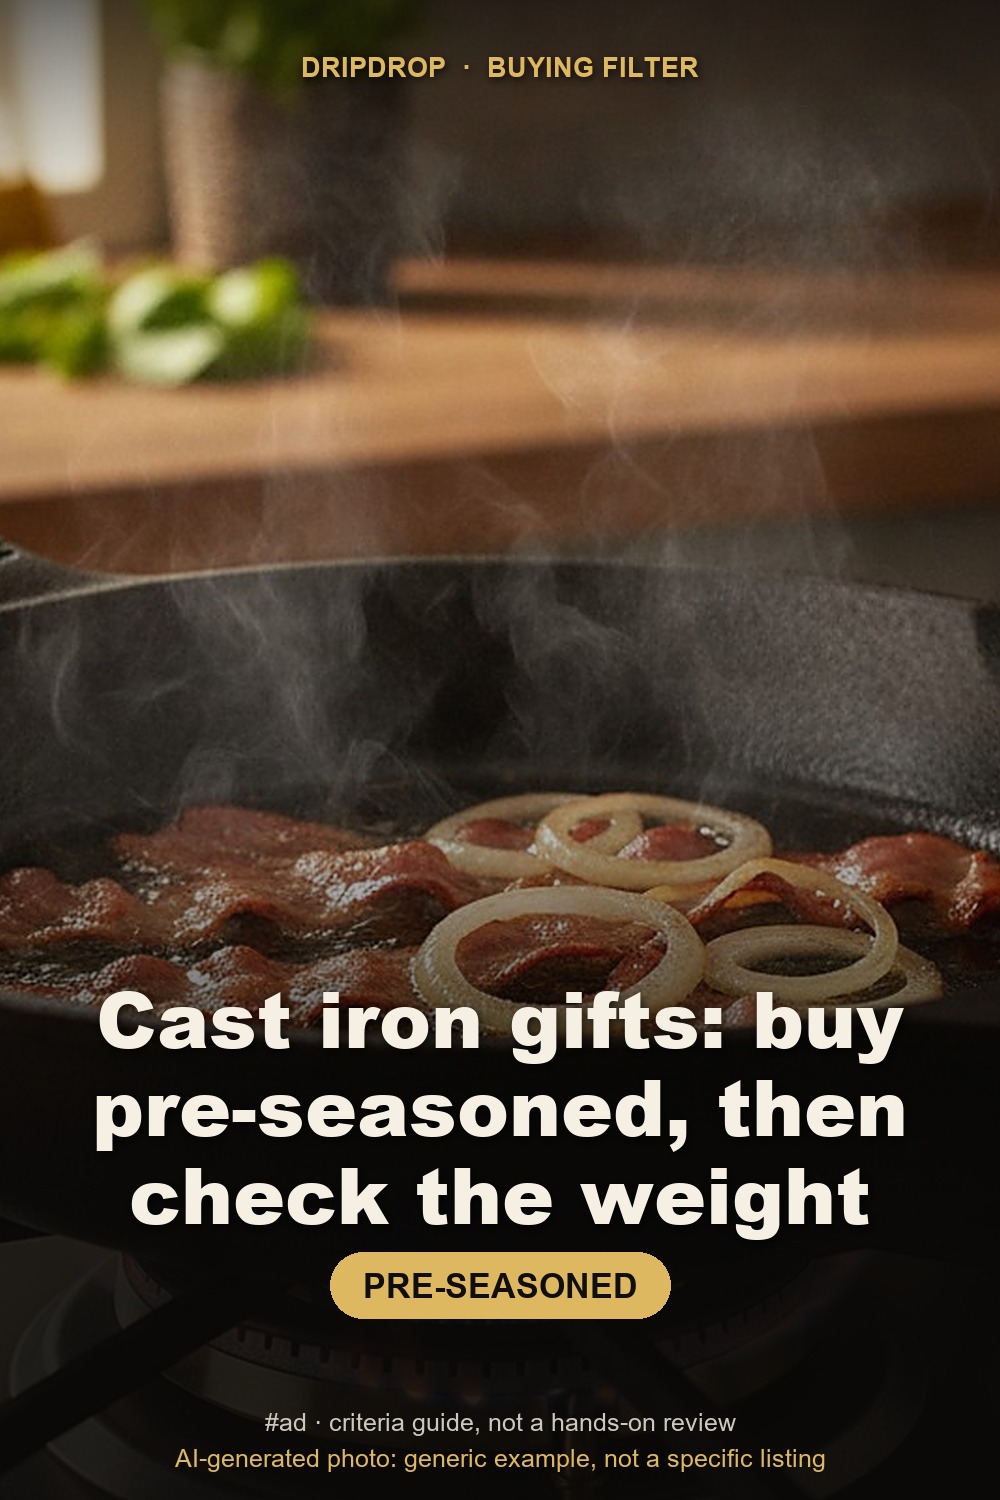 DRIPDROP · BUYING FILTER
Cast iron gifts: buy
pre-seasoned, then
check the weight
PRE-SEASONED
#ad · criteria guide, not a hands-on review
AI-generated photo: generic example, not a specific listing